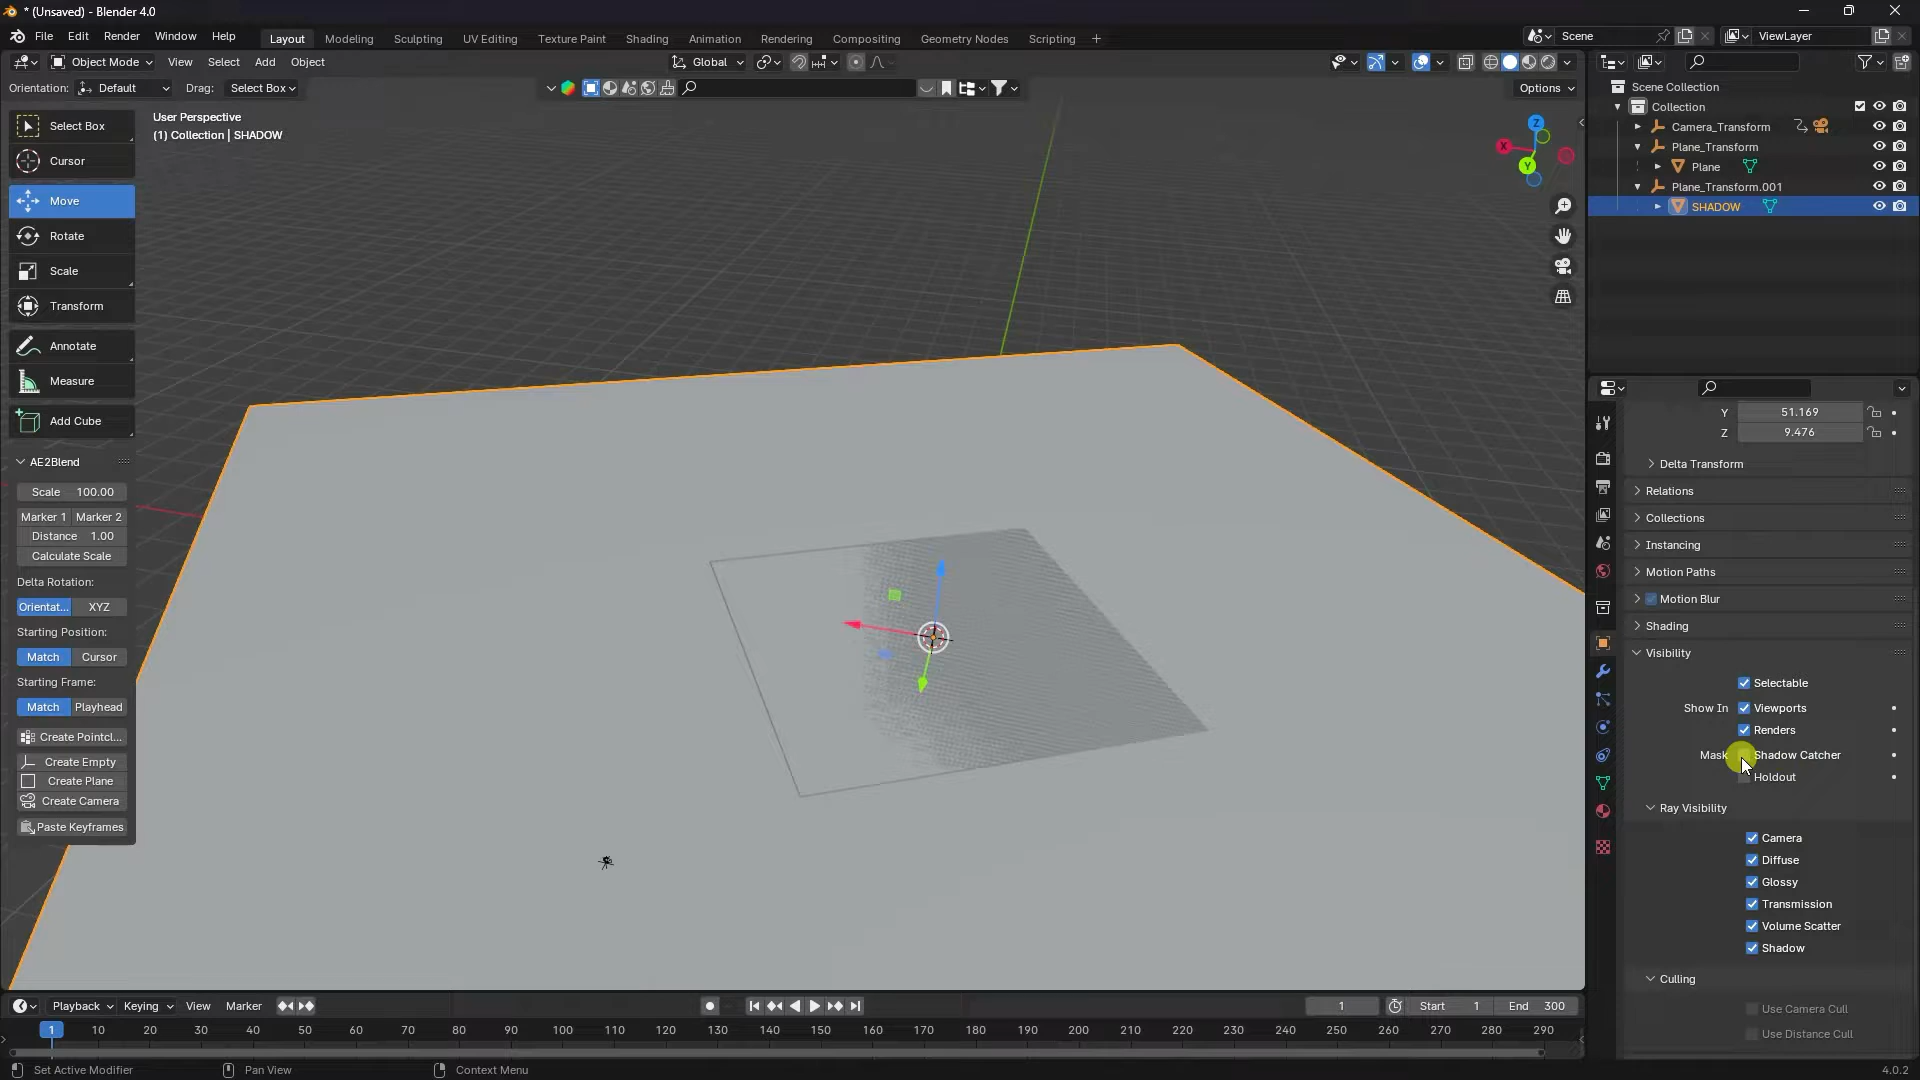 * (Unsaved) - Blender 4.0
File Edit Render Window Help
Layout Modeling Sculpting UV Editing Texture Paint Shading Animation Rendering Compositing Geometry Nodes Scripting +
Scene
ViewLayer
Object Mode View Select Add Object
Global
Orientation: Default Drag: Select Box
Options
Select Box
Cursor
Move
Rotate
Scale
Transform
Annotate
Measure
Add Cube
AE2Blend
Scale 100.00
Marker 1 Marker 2
Distance 1.00
Calculate Scale
Delta Rotation:
Orientat... XYZ
Starting Position:
Match Cursor
Starting Frame:
Match Playhead
Create Pointcl...
Create Empty
Create Plane
Create Camera
Paste Keyframes
User Perspective
(1) Collection | SHADOW
Z
X
Y
Scene Collection
Collection
Camera_Transform
Plane_Transform
Plane
Plane_Transform.001
SHADOW
Y 51.169
Z 9.476
Delta Transform
Relations
Collections
Instancing
Motion Paths
Motion Blur
Shading
Visibility
Selectable
Show In Viewports
Renders
Mask Shadow Catcher
Holdout
Ray Visibility
Camera
Diffuse
Glossy
Transmission
Volume Scatter
Shadow
Culling
Use Camera Cull
Use Distance Cull
Playback Keying View Marker
1 Start 1 End 300
1 10 20 30 40 50 60 70 80 90 100 110 120 130 140 150 160 170 180 190 200 210 220 230 240 250 260 270 280 290
Set Active Modifier Pan View Context Menu
4.0.2